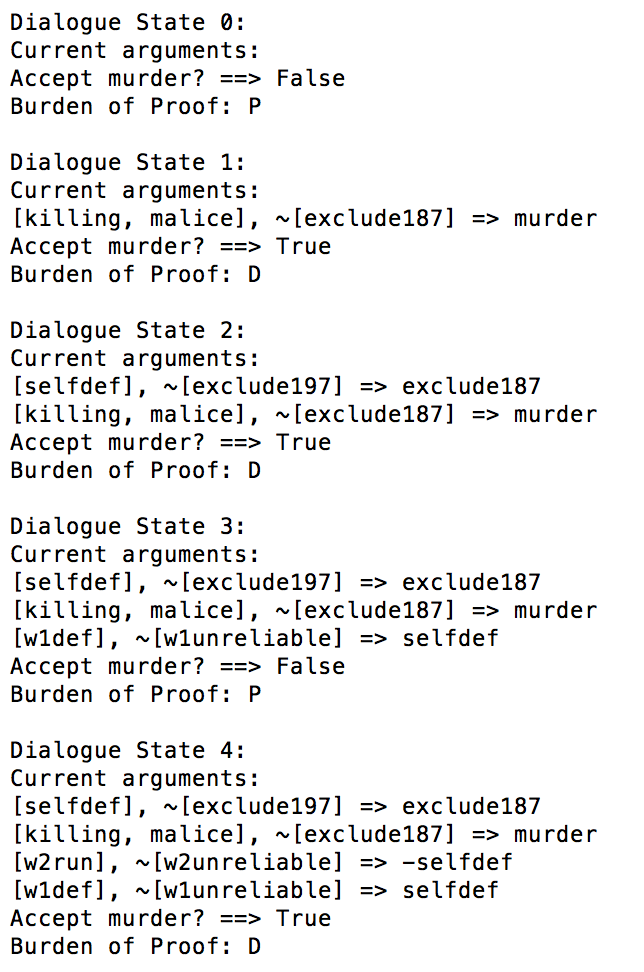 Dialogue State 0:
Current arguments:
Accept murder? ==> False
Burden of Proof: P

Dialogue State 1:
Current arguments:
[killing, malice], ~[exclude187] => murder
Accept murder? ==> True
Burden of Proof: D

Dialogue State 2:
Current arguments:
[selfdef], ~[exclude197] => exclude187
[killing, malice], ~[exclude187] => murder
Accept murder? ==> True
Burden of Proof: D

Dialogue State 3:
Current arguments:
[selfdef], ~[exclude197] => exclude187
[killing, malice], ~[exclude187] => murder
[w1def], ~[w1unreliable] => selfdef
Accept murder? ==> False
Burden of Proof: P

Dialogue State 4:
Current arguments:
[selfdef], ~[exclude197] => exclude187
[killing, malice], ~[exclude187] => murder
[w2run], ~[w2unreliable] => -selfdef
[w1def], ~[w1unreliable] => selfdef
Accept murder? ==> True
Burden of Proof: D